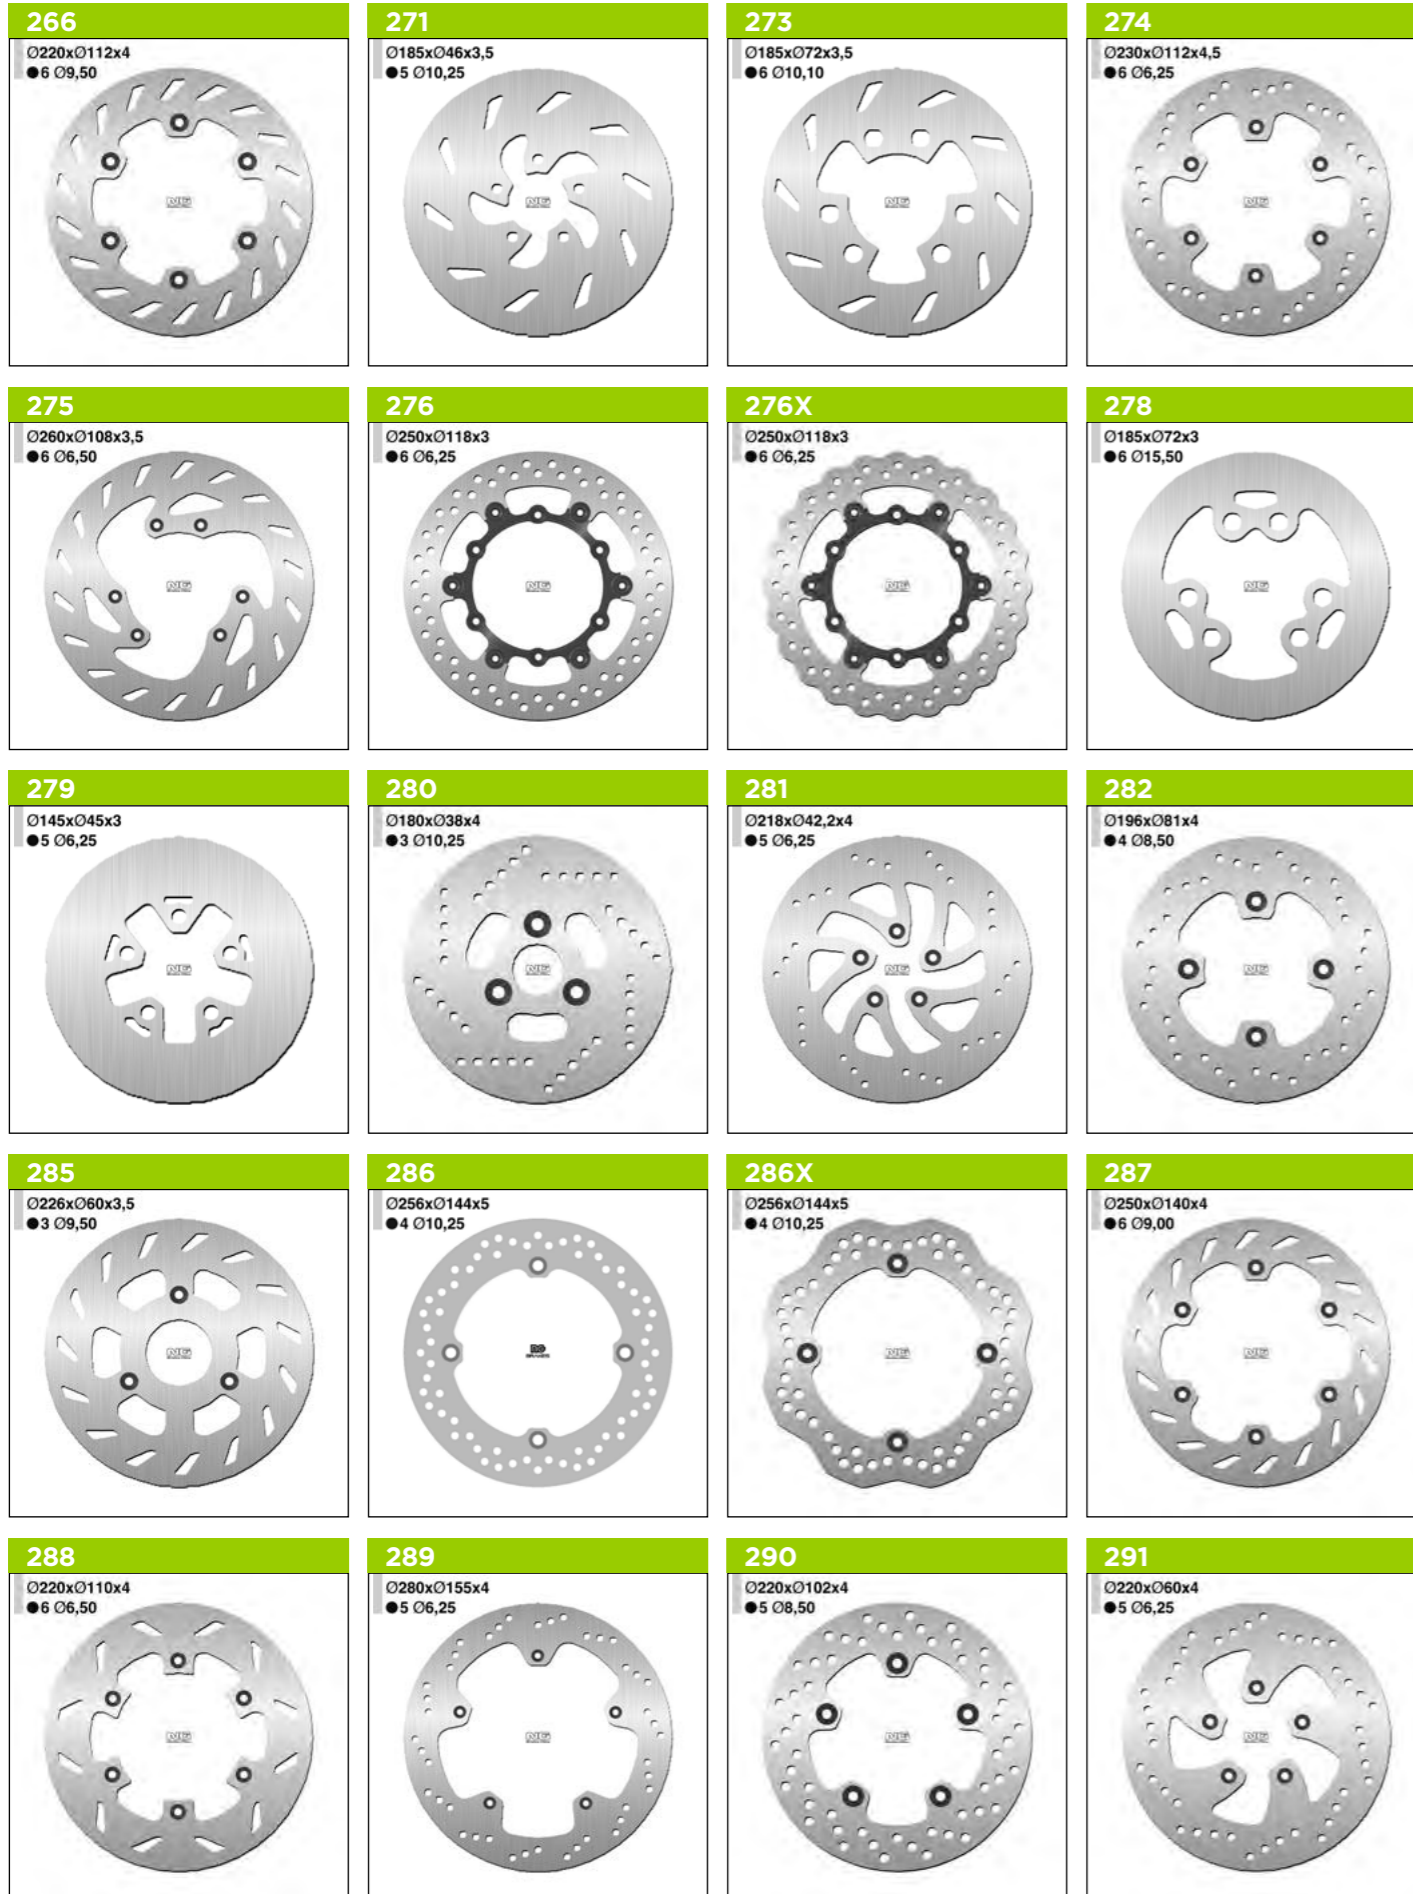 266
Ø220xØ112x4
●6 Ø9,50
271
Ø185xØ46x3,5
●5 Ø10,25
273
Ø185xØ72x3,5
●6 Ø10,10
274
Ø230xØ112x4,5
●6 Ø6,25
275
Ø260xØ108x3,5
●6 Ø6,50
276
Ø250xØ118x3
●6 Ø6,25
276X
Ø250xØ118x3
●6 Ø6,25
278
Ø185xØ72x3
●6 Ø15,50
279
Ø145xØ45x3
●5 Ø6,25
280
Ø180xØ38x4
●3 Ø10,25
281
Ø218xØ42,2x4
●5 Ø6,25
282
Ø196xØ81x4
●4 Ø8,50
285
Ø226xØ60x3,5
●3 Ø9,50
286
Ø256xØ144x5
●4 Ø10,25
286X
Ø256xØ144x5
●4 Ø10,25
287
Ø250xØ140x4
●6 Ø9,00
288
Ø220xØ110x4
●6 Ø6,50
289
Ø280xØ155x4
●5 Ø6,25
290
Ø220xØ102x4
●5 Ø8,50
291
Ø220xØ60x4
●5 Ø6,25